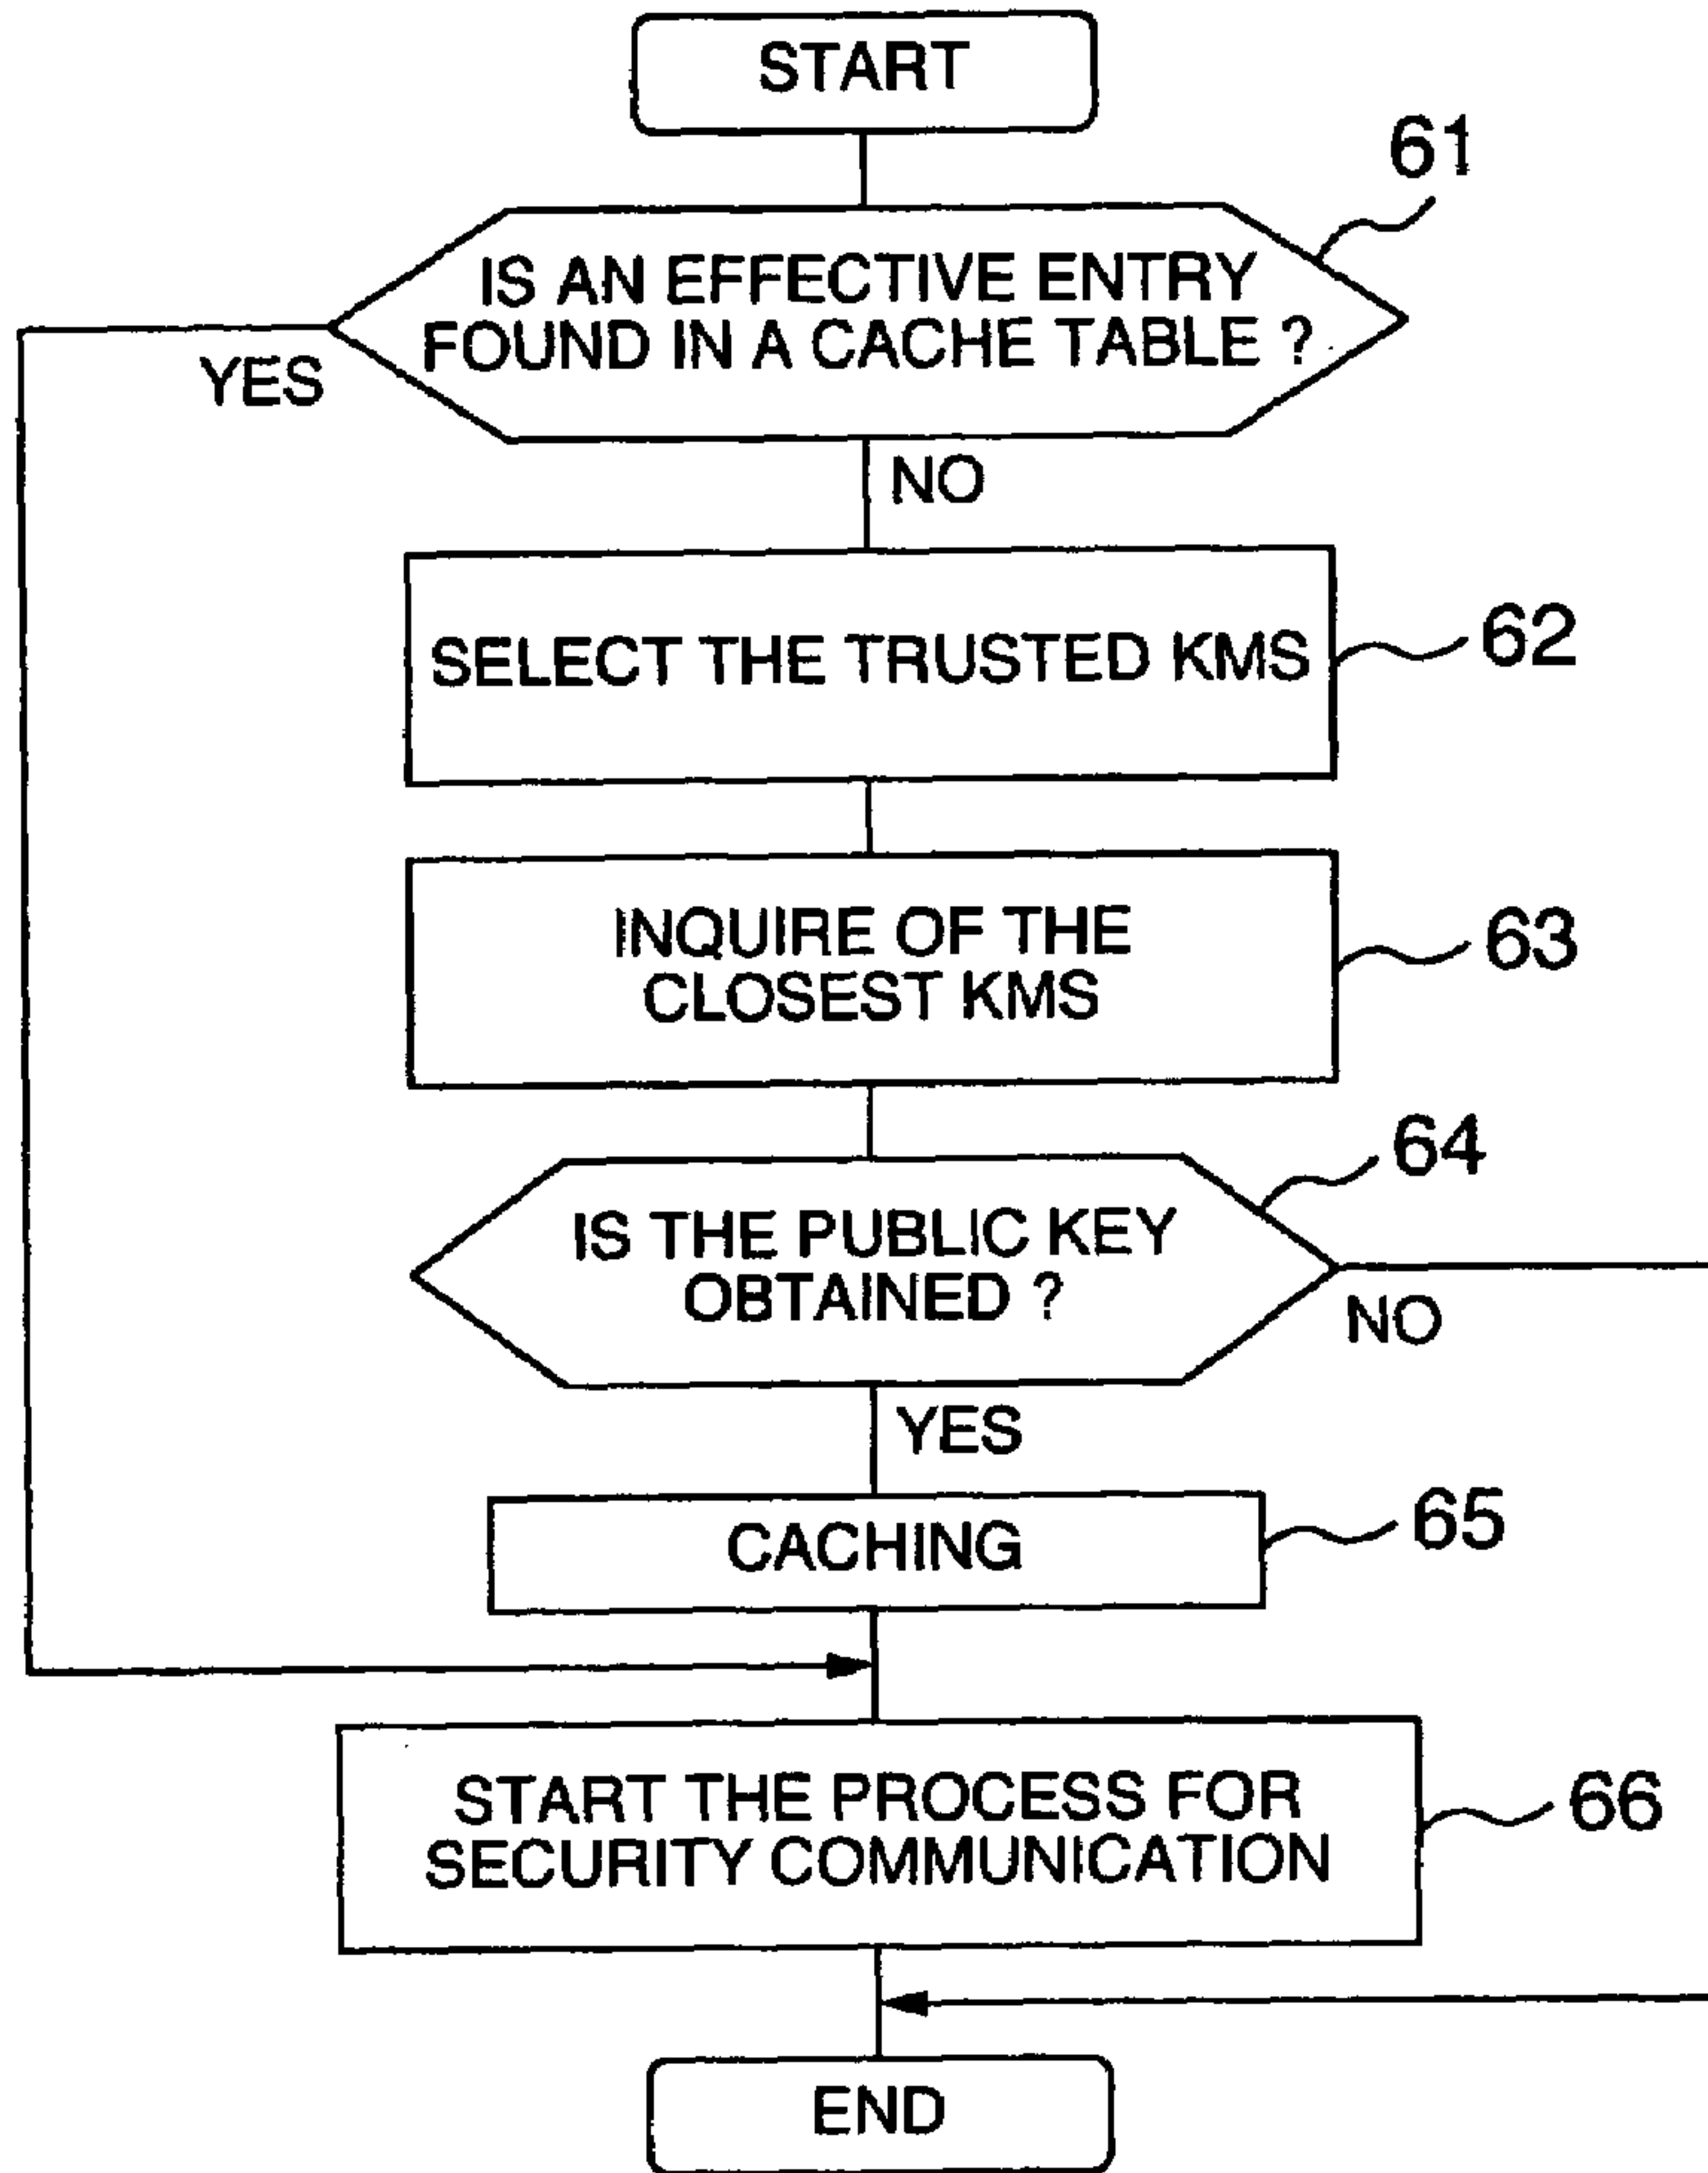 START
61
IS AN EFFECTIVE ENTRY
FOUND IN A CACHE TABLE ?
YES
NO
SELECT THE TRUSTED KMS
62
INQUIRE OF THE
CLOSEST KMS
63
64
IS THE PUBLIC KEY
OBTAINED ?
NO
YES
CACHING
65
START THE PROCESS FOR
SECURITY COMMUNICATION
66
END